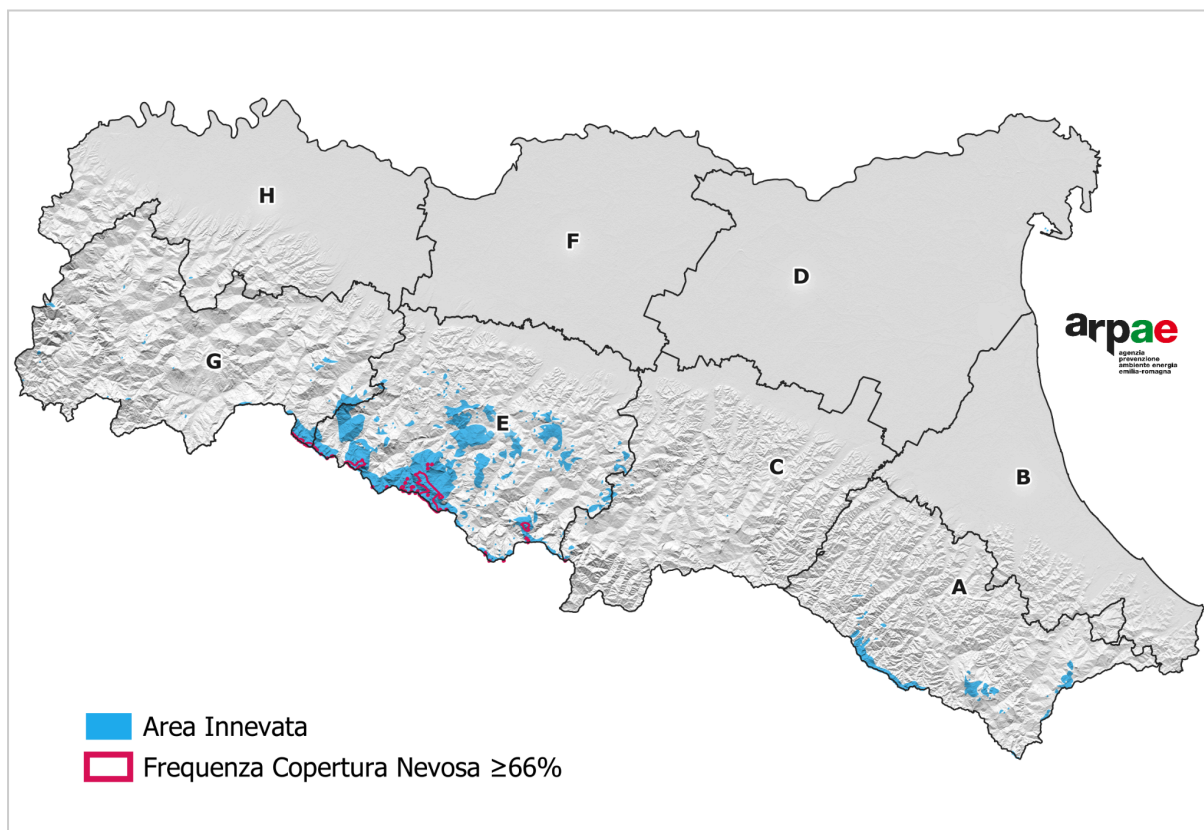 H
F
D
G
E
C
B
A
arpae
agenzia
prevenzione
ambiente energia
emilia-romagna
Area Innevata
Frequenza Copertura Nevosa ≥66%